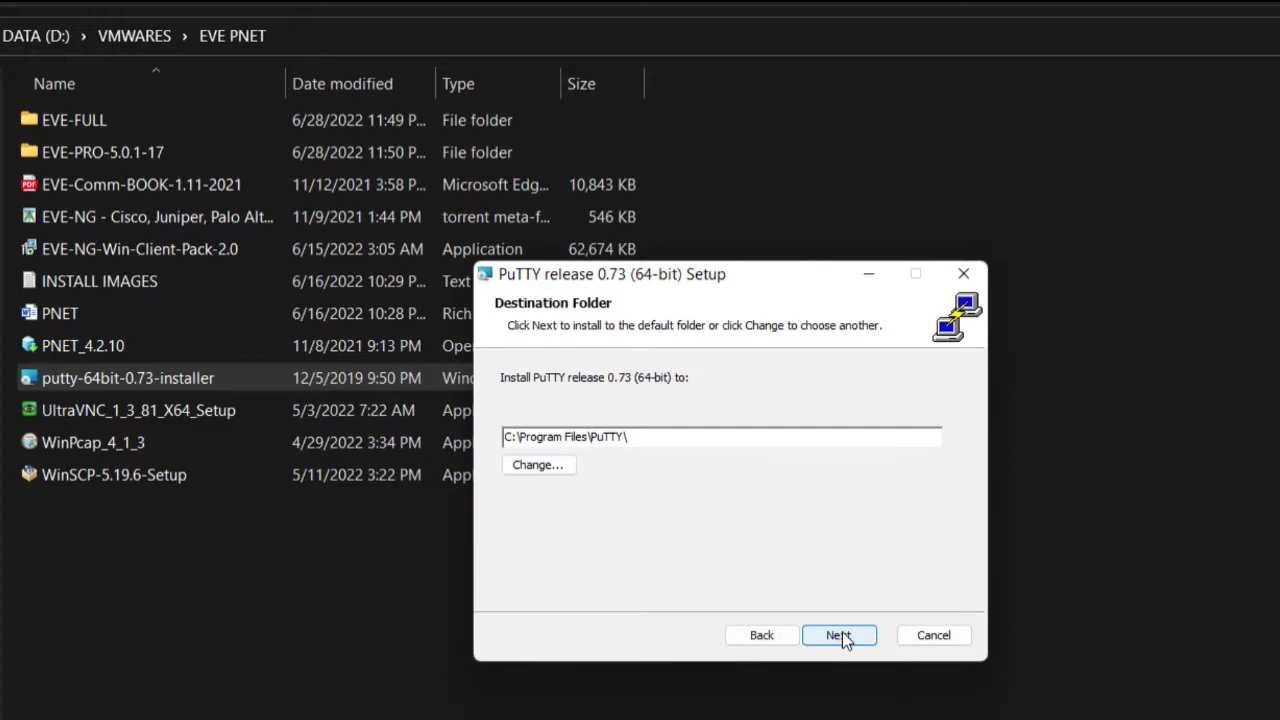 DATA (D:) › VMWARES › EVE PNET
Name Date modified Type Size
EVE-FULL 6/28/2022 11:49 P... File folder
EVE-PRO-5.0.1-17 6/28/2022 11:50 P... File folder
EVE-Comm-BOOK-1.11-2021 11/12/2021 3:58 P... Microsoft Edg... 10,843 KB
EVE-NG - Cisco, Juniper, Palo Alt... 11/9/2021 1:44 PM torrent meta-f... 546 KB
EVE-NG-Win-Client-Pack-2.0 6/15/2022 3:05 AM Application 62,674 KB
INSTALL IMAGES 6/16/2022 10:29 P... Text
PNET 6/16/2022 10:28 P... Rich
PNET_4.2.10 11/8/2021 9:13 PM Ope
putty-64bit-0.73-installer 12/5/2019 9:50 PM Wind
UltraVNC_1_3_81_X64_Setup 5/3/2022 7:22 AM App
WinPcap_4_1_3 4/29/2022 3:34 PM App
WinSCP-5.19.6-Setup 5/11/2022 3:22 PM App
PuTTY release 0.73 (64-bit) Setup
Destination Folder
Click Next to install to the default folder or click Change to choose another.
Install PuTTY release 0.73 (64-bit) to:
C:\Program Files\PuTTY\
Change...
Back Next Cancel